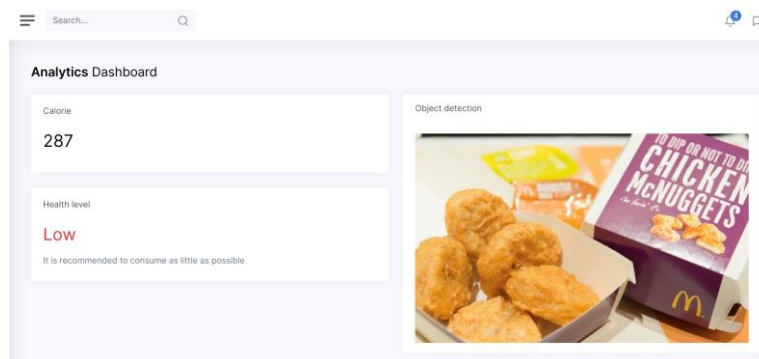 Search...
4
Analytics Dashboard
Calorie
287
Health level
Low
It is recommended to consume as little as possible
Object detection
TO DIP OR NOT TO
CHICKEN
McNUGGETS